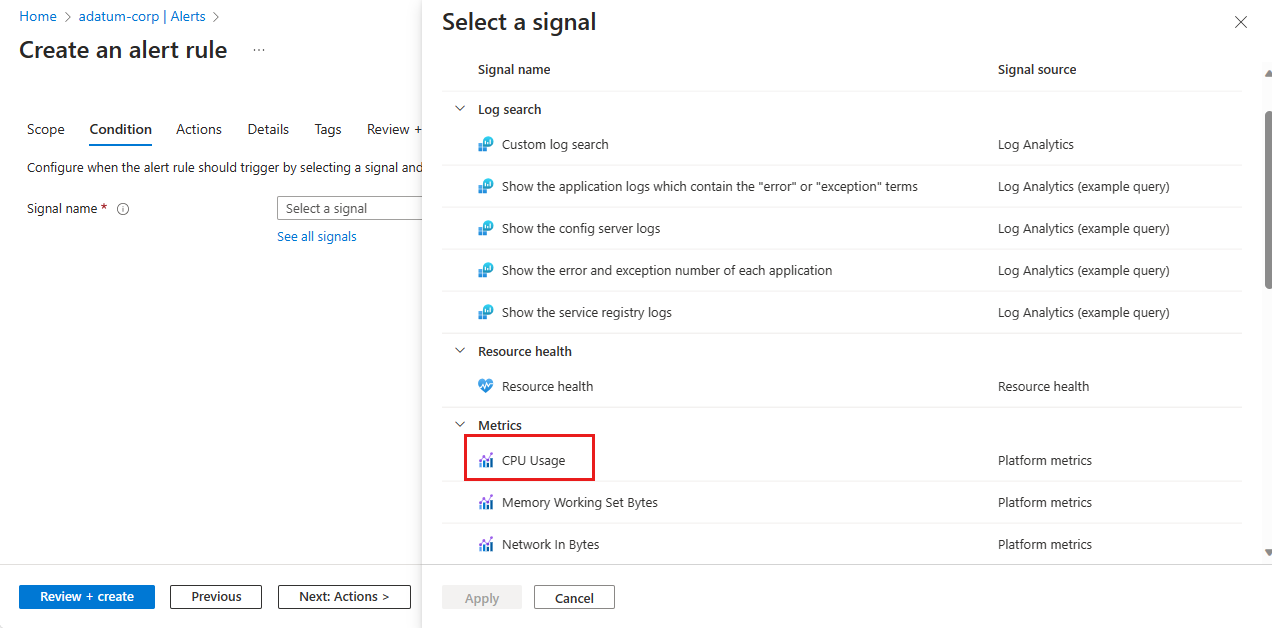 Home > adatum-corp | Alerts >
Create an alert rule ...
Scope Condition Actions Details Tags Review +
Configure when the alert rule should trigger by selecting a signal and
Signal name *
Select a signal
See all signals
Review + create
Previous
Next: Actions >
Select a signal
Signal name Signal source
Log search
Custom log search Log Analytics
Show the application logs which contain the "error" or "exception" terms Log Analytics (example query)
Show the config server logs Log Analytics (example query)
Show the error and exception number of each application Log Analytics (example query)
Show the service registry logs Log Analytics (example query)
Resource health
Resource health Resource health
Metrics
CPU Usage Platform metrics
Memory Working Set Bytes Platform metrics
Network In Bytes Platform metrics
Apply
Cancel